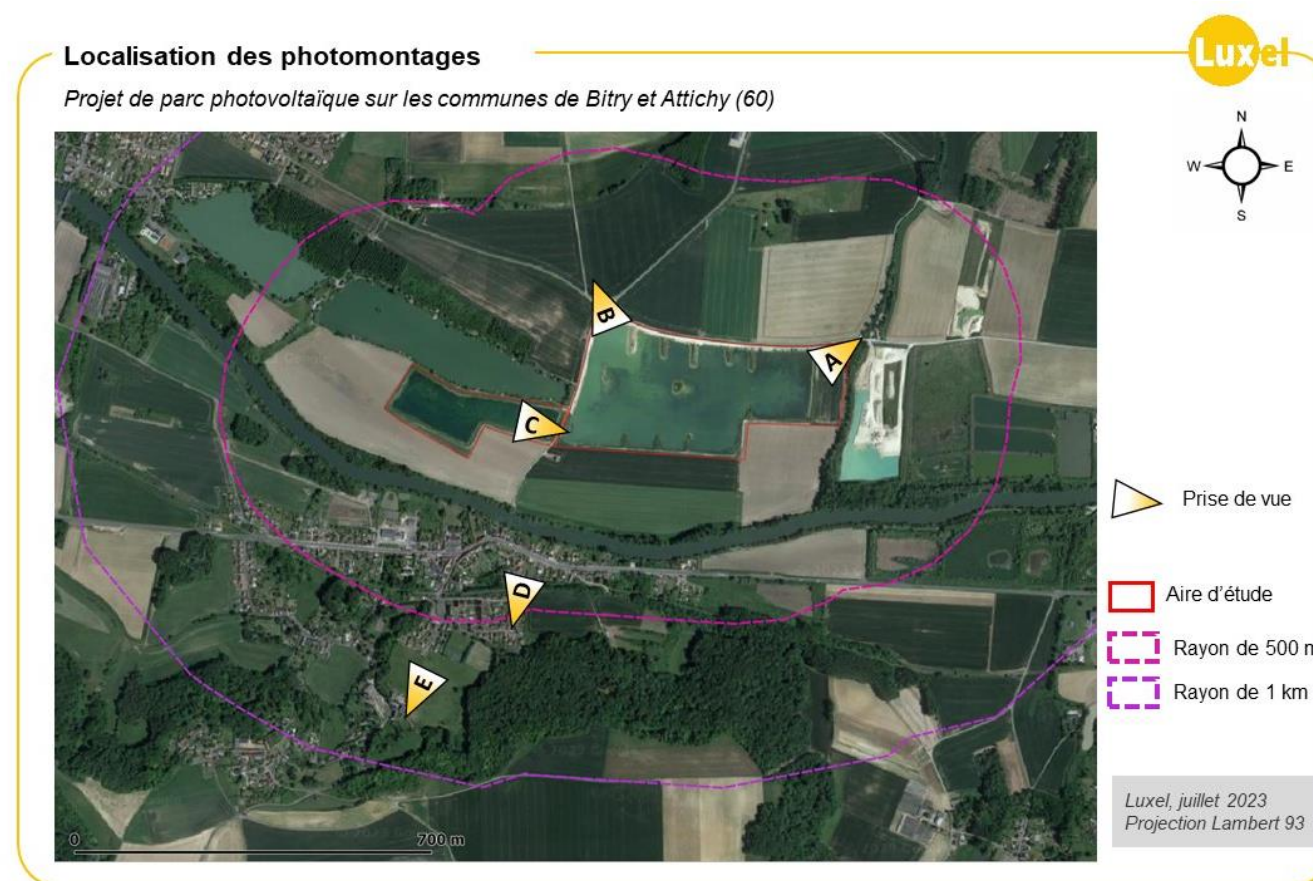 Localisation des photomontages
Luxel
Projet de parc photovoltaïque sur les communes de Bitry et Attichy (60)
N
W E
S
B
A
C
Prise de vue
D
Aire d'étude
Rayon de 500 m
E
Rayon de 1 km
0 700 m
Luxel, juillet 2023
Projection Lambert 93